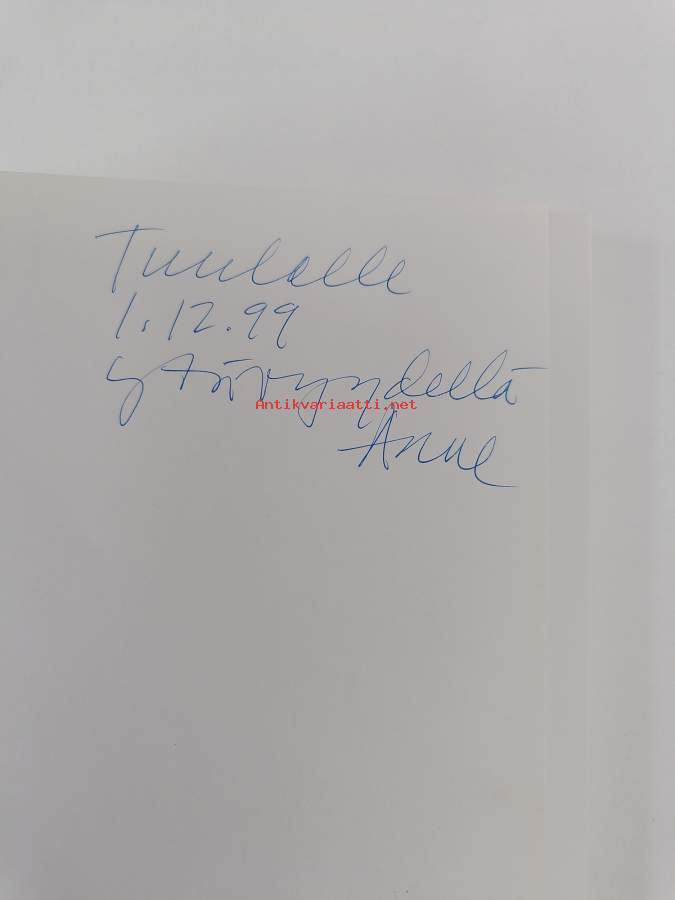 Tuulalle
1.12.99
ystävyydellä
Antikvariaatti.net
Anne